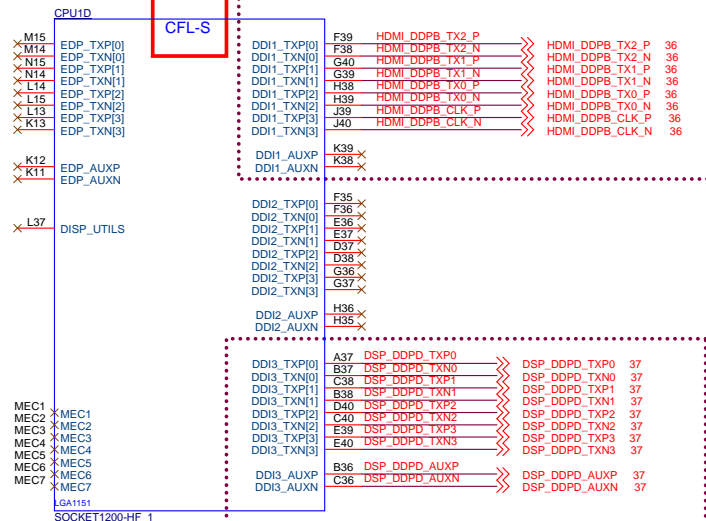 CPU1D
CFL-S
M15 EDP_TXP[0] DDI1_TXP[0] F39 HDMI_DDPB_TX2_P HDMI_DDPB_TX2_P 36
M14 EDP_TXN[0] DDI1_TXN[0] F38 HDMI_DDPB_TX2_N HDMI_DDPB_TX2_N 36
N15 EDP_TXP[1] DDI1_TXP[1] G40 HDMI_DDPB_TX1_P HDMI_DDPB_TX1_P 36
N14 EDP_TXN[1] DDI1_TXN[1] G39 HDMI_DDPB_TX1_N HDMI_DDPB_TX1_N 36
L14 EDP_TXP[2] DDI1_TXP[2] H38 HDMI_DDPB_TX0_P HDMI_DDPB_TX0_P 36
L15 EDP_TXN[2] DDI1_TXN[2] H39 HDMI_DDPB_TX0_N HDMI_DDPB_TX0_N 36
L13 EDP_TXP[3] DDI1_TXP[3] J39 HDMI_DDPB_CLK_P HDMI_DDPB_CLK_P 36
K13 EDP_TXN[3] DDI1_TXN[3] J40 HDMI_DDPB_CLK_N HDMI_DDPB_CLK_N 36
K12 EDP_AUXP DDI1_AUXP K39
K11 EDP_AUXN DDI1_AUXN K38
DDI2_TXP[0] F35
DDI2_TXN[0] F36
L37 DISP_UTILS DDI2_TXP[1] E36
DDI2_TXN[1] E37
DDI2_TXP[2] D37
DDI2_TXN[2] D38
DDI2_TXP[3] G36
DDI2_TXN[3] G37
DDI2_AUXP H36
DDI2_AUXN H35
DDI3_TXP[0] A37 DSP_DDPD_TXP0 DSP_DDPD_TXP0 37
DDI3_TXN[0] B37 DSP_DDPD_TXN0 DSP_DDPD_TXN0 37
DDI3_TXP[1] C38 DSP_DDPD_TXP1 DSP_DDPD_TXP1 37
DDI3_TXN[1] B38 DSP_DDPD_TXN1 DSP_DDPD_TXN1 37
MEC1 MEC1 DDI3_TXP[2] D40 DSP_DDPD_TXP2 DSP_DDPD_TXP2 37
MEC2 MEC2 DDI3_TXN[2] C40 DSP_DDPD_TXN2 DSP_DDPD_TXN2 37
MEC3 MEC3 DDI3_TXP[3] E39 DSP_DDPD_TXP3 DSP_DDPD_TXP3 37
MEC4 MEC4 DDI3_TXN[3] E40 DSP_DDPD_TXN3 DSP_DDPD_TXN3 37
MEC5 MEC5
MEC6 MEC6 DDI3_AUXP B36 DSP_DDPD_AUXP DSP_DDPD_AUXP 37
MEC7 MEC7 DDI3_AUXN C36 DSP_DDPD_AUXN DSP_DDPD_AUXN 37
LGA1151
SOCKET1200-HF_1